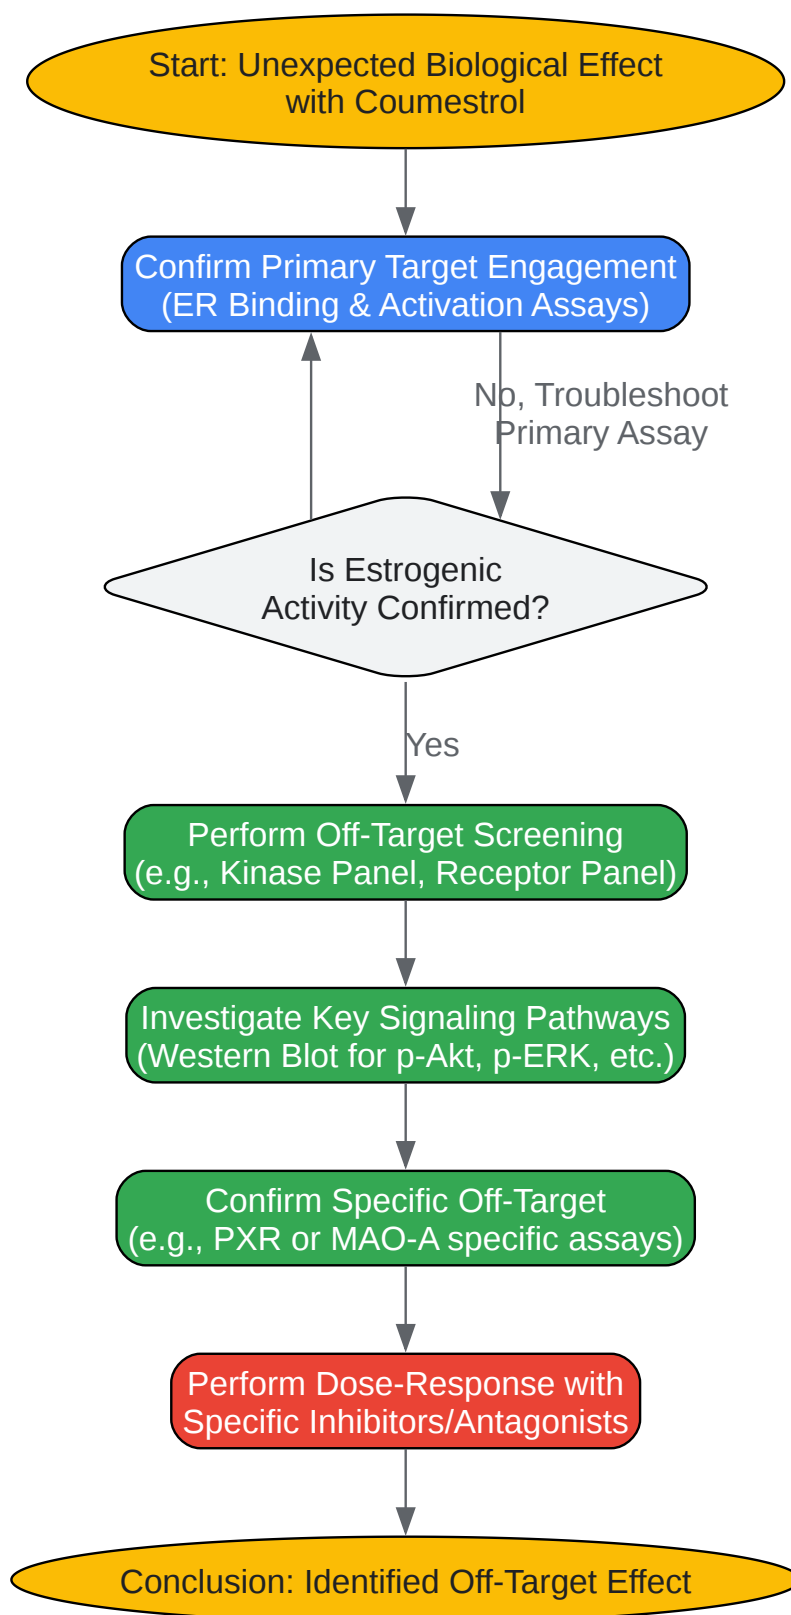 Start: Unexpected Biological Effect
with Coumestrol
Confirm Primary Target Engagement
(ER Binding & Activation Assays)
No, Troubleshoot
Primary Assay
Is Estrogenic
Activity Confirmed?
Yes
Perform Off-Target Screening
(e.g., Kinase Panel, Receptor Panel)
Investigate Key Signaling Pathways
(Western Blot for p-Akt, p-ERK, etc.)
Confirm Specific Off-Target
(e.g., PXR or MAO-A specific assays)
Perform Dose-Response with
Specific Inhibitors/Antagonists
Conclusion: Identified Off-Target Effect